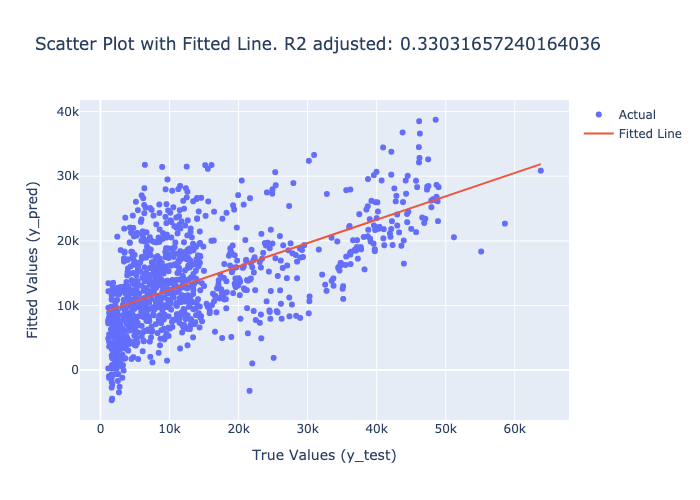 Scatter Plot with Fitted Line. R2 adjusted: 0.33031657240164036
40k
30k
20k
10k
0
Fitted Values (y_pred)
0
10k
20k
30k
40k
50k
60k
True Values (y_test)
Actual
Fitted Line